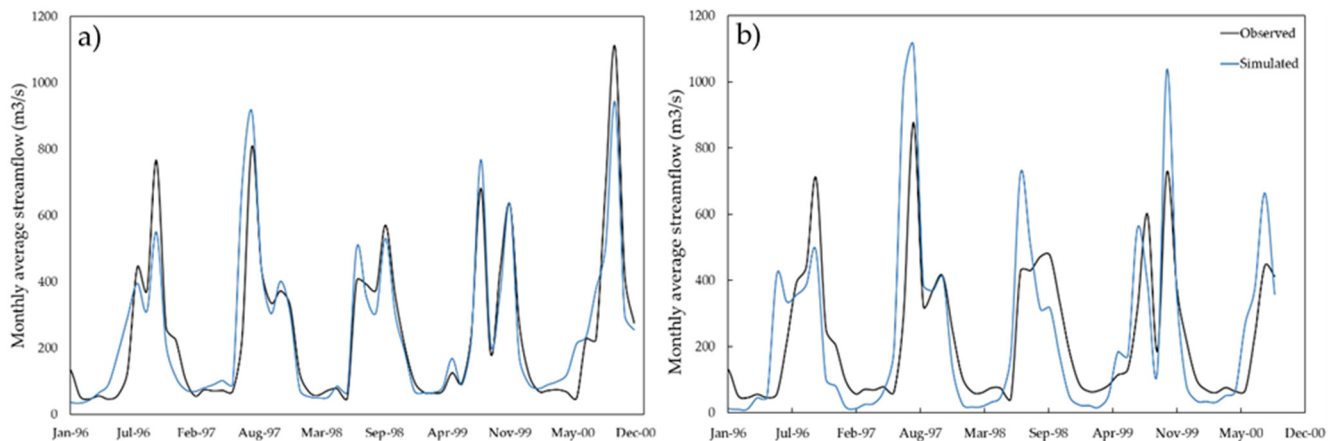 a)
Monthly average streamflow (m3/s)
1200
1000
800
600
400
200
0
Jan-96 Jul-96 Feb-97 Aug-97 Mar-98 Sep-98 Apr-99 Nov-99 May-00 Dec-00
b)
Observed
Simulated
Monthly average streamflow (m3/s)
1200
1000
800
600
400
200
0
Jan-96 Jul-96 Feb-97 Aug-97 Mar-98 Sep-98 Apr-99 Nov-99 May-00 Dec-00